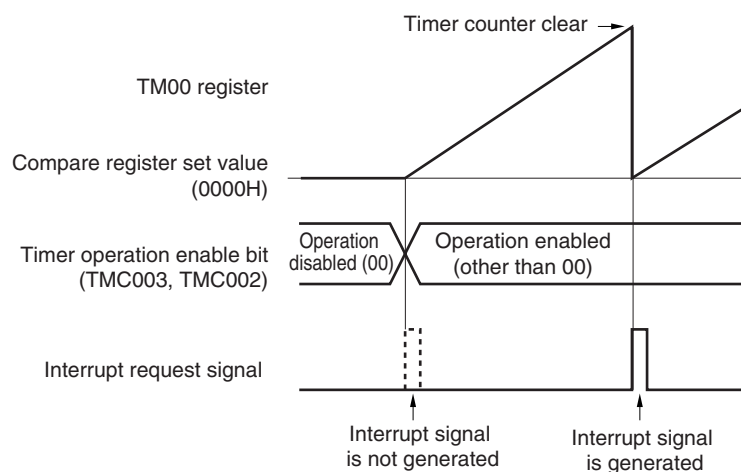 Timer counter clear
TM00 register
Compare register set value
(0000H)
Timer operation enable bit
(TMC003, TMC002)
Operation
disabled (00)
Operation enabled
(other than 00)
Interrupt request signal
Interrupt signal
is not generated
Interrupt signal
is generated